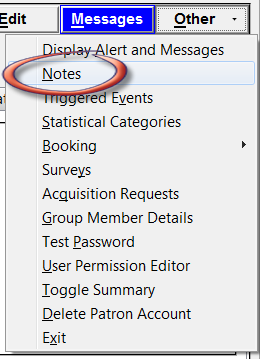 Edit Messages Other
Display Alert and Messages
Notes
Triggered Events
Statistical Categories
Booking
Surveys
Acquisition Requests
Group Member Details
Test Password
User Permission Editor
Toggle Summary
Delete Patron Account
Exit